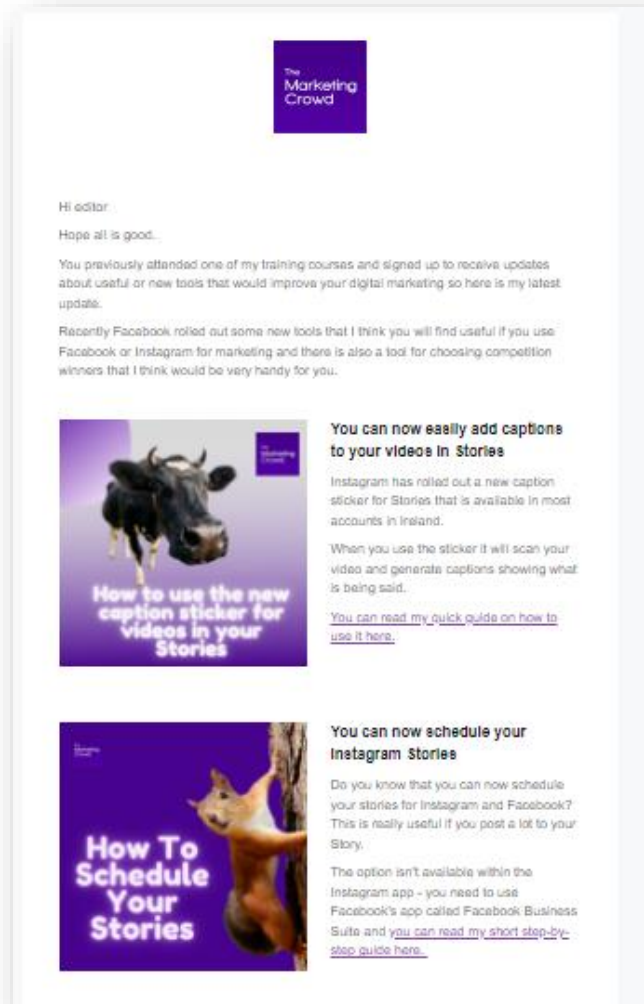 The
Marketing
Crowd
Hi editor
Hope all is good.
You previously attended one of my training courses and signed up to receive updates
about useful or new tools that would improve your digital marketing so here is my latest
update.
Recently Facebook rolled out some new tools that I think you will find useful if you use
Facebook or Instagram for marketing and there is also a tool for choosing competition
winners that I think would be very handy for you.
The
Marketing
Crowd
How to use the new
caption sticker for
videos in your
Stories
You can now easily add captions
to your videos in Stories
Instagram has rolled out a new caption
sticker for Stories that is available in most
accounts in Ireland.
When you use the sticker it will scan your
video and generate captions showing what
is being said.
You can read my quick guide on how to
use it here.
The
Marketing
Crowd
How To
Schedule
Your
Stories
You can now schedule your
Instagram Stories
Do you know that you can now schedule
your stories for Instagram and Facebook?
This is really useful if you post a lot to your
Story.
The option isn't available within the
Instagram app - you need to use
Facebook's app called Facebook Business
Suite and you can read my short step-by-
step guide here.